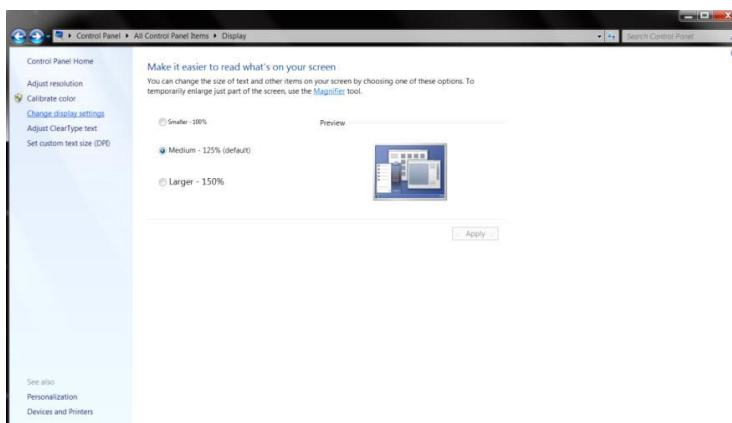 Control Panel ▸ All Control Panel Items ▸ Display
Search Control Panel
Control Panel Home
Adjust resolution
Calibrate color
Change display settings
Adjust ClearType text
Set custom text size (DPI)
Make it easier to read what's on your screen
You can change the size of text and other items on your screen by choosing one of these options. To
temporarily enlarge just part of the screen, use the Magnifier tool.
Smaller - 100%
Preview
Medium - 125% (default)
Larger - 150%
Apply
See also
Personalization
Devices and Printers